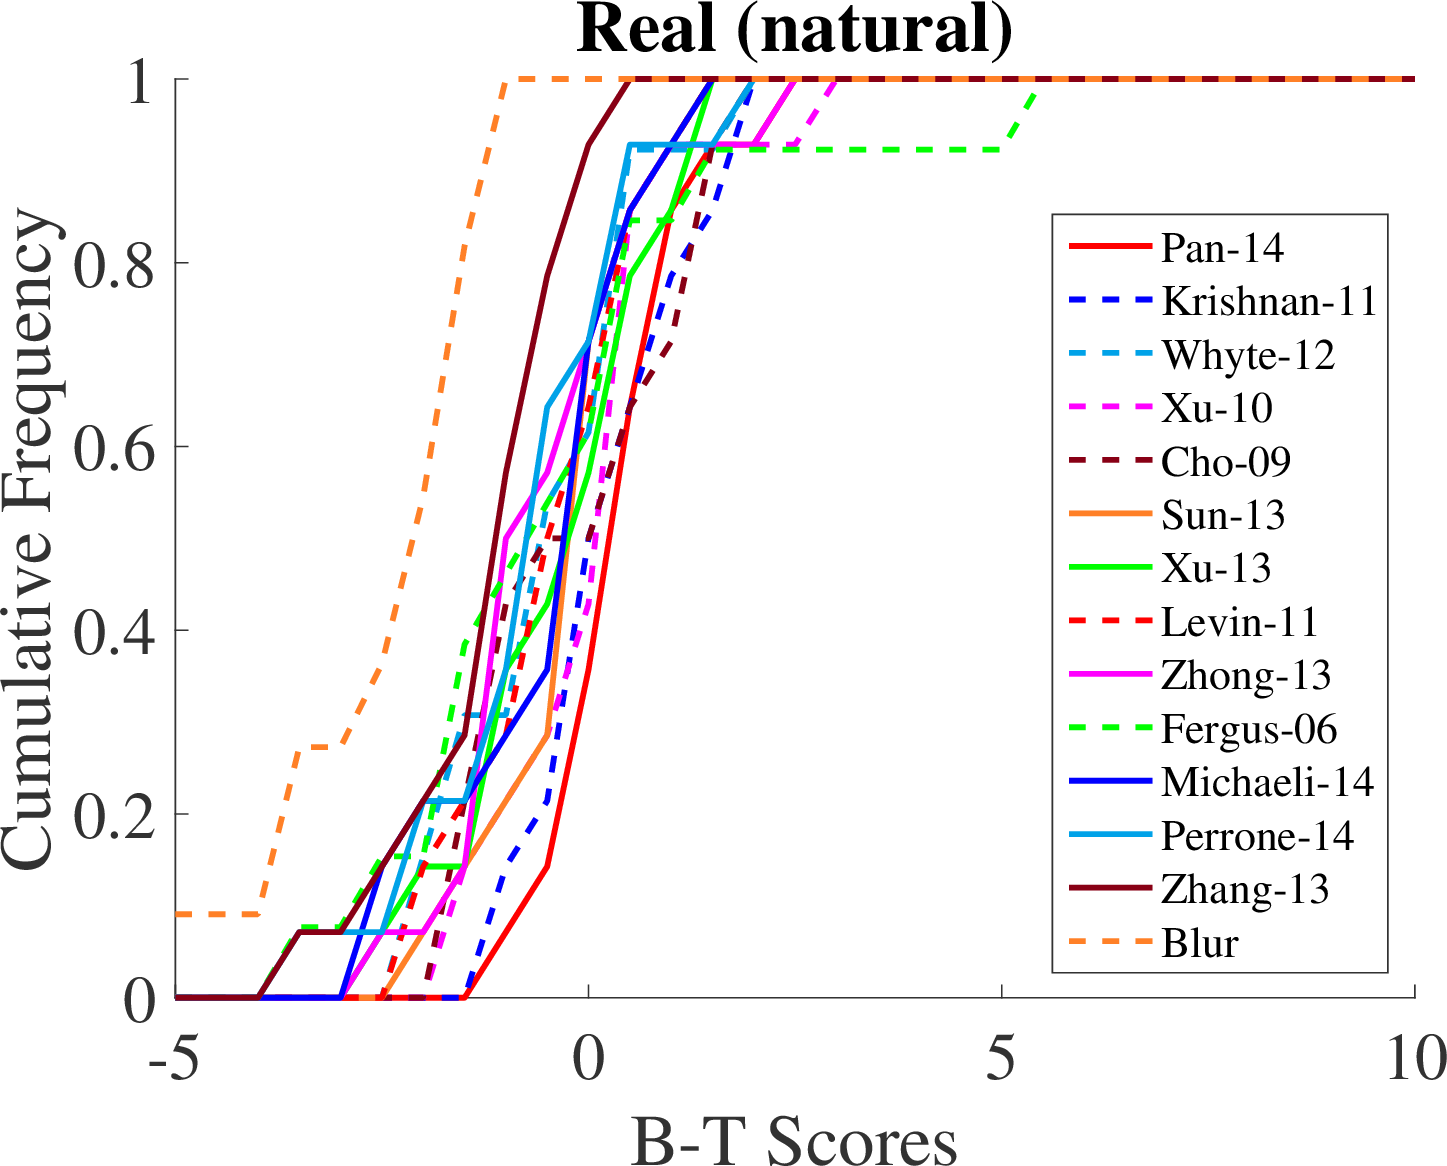 Real (natural)
1
0.8
0.6
0.4
0.2
0
Cumulative Frequency
Pan-14
Krishnan-11
Whyte-12
Xu-10
Cho-09
Sun-13
Xu-13
Levin-11
Zhong-13
Fergus-06
Michaeli-14
Perrone-14
Zhang-13
Blur
-5 0 5 10
B-T Scores